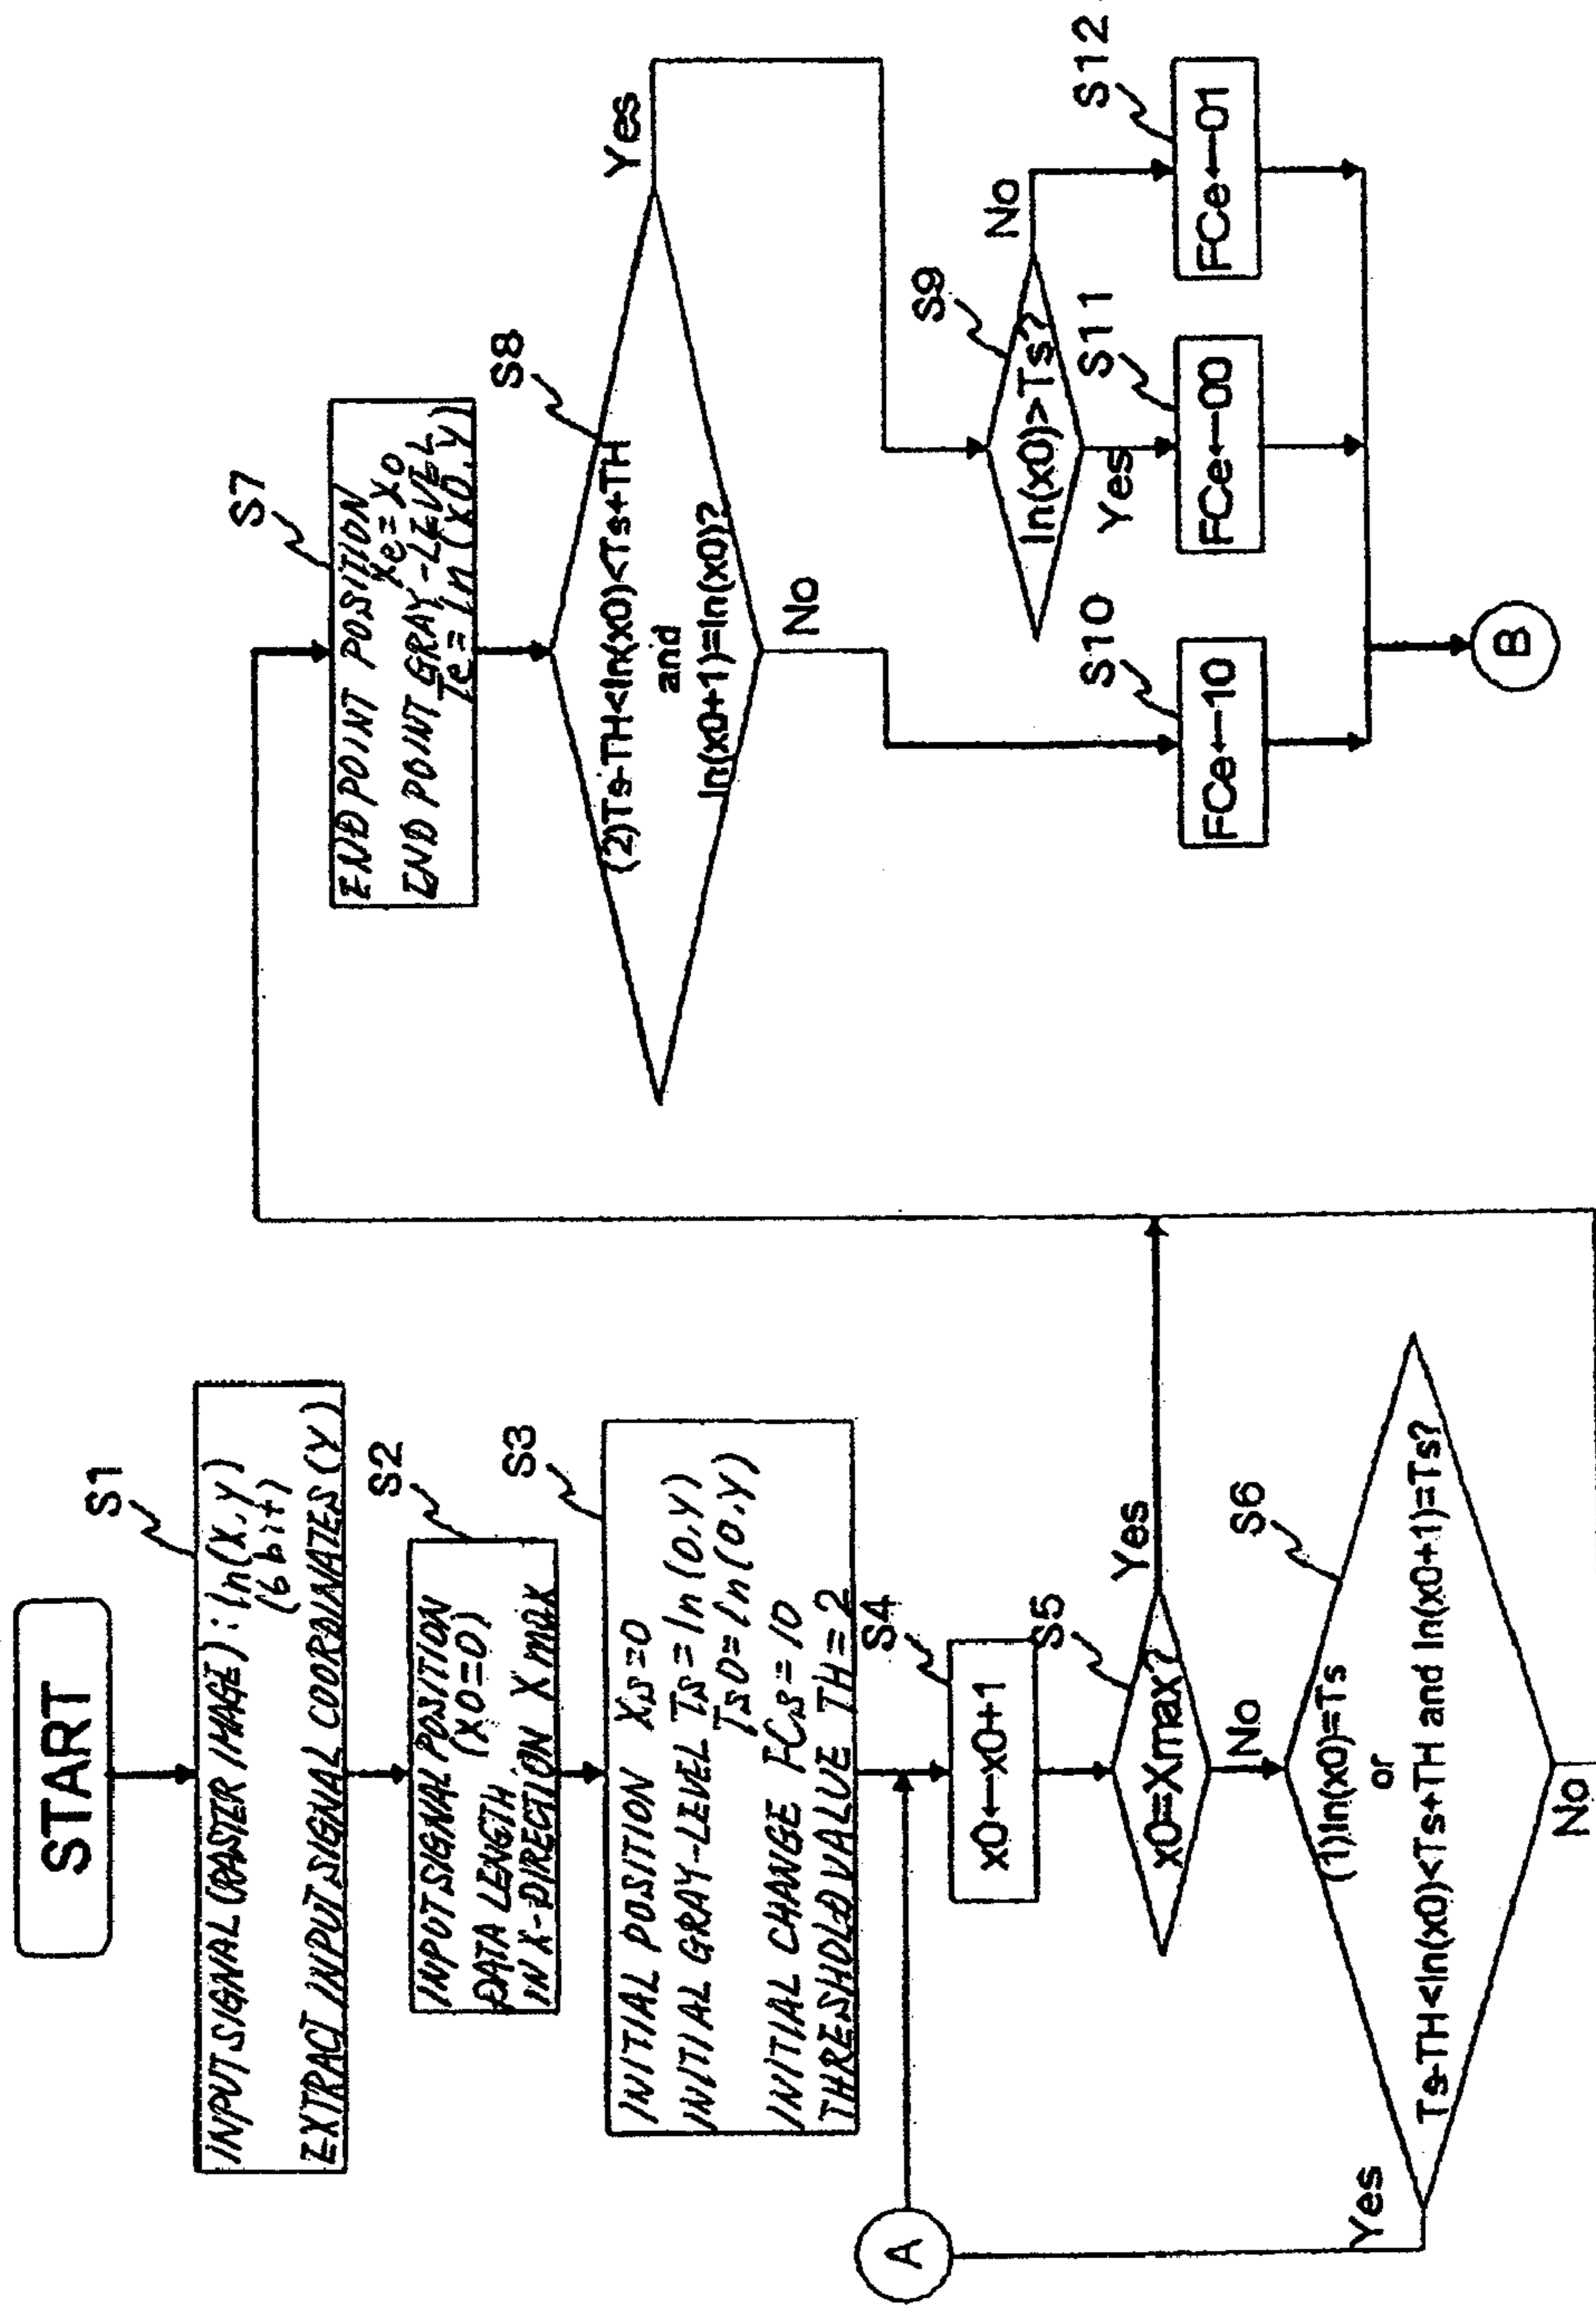 START
S1
INPUT SIGNAL (RASTER IMAGE): In(X,Y)
(6 bit)
EXTRACT INPUT SIGNAL COORDINATES (Y)
S2
INPUT SIGNAL POSITION
(X0=0)
DATA LENGTH
IN X-DIRECTION Xmax
S3
INITIAL POSITION Xs=0
INITIAL GRAY-LEVEL Ts=In(0,Y)
Ts0=In(0,Y)
INITIAL CHANGE FCs=10
THRESHOLD VALUE TH=2
A
S4
x0←x0+1
S5
x0=Xmax?
Yes
No
S6
(1)In(x0)=Ts
or
Ts-TH<In(x0)<Ts+TH and In(x0+1)=Ts?
Yes
No
S7
END POINT POSITION
Xe=X0
END POINT GRAY-LEVEL
Te=In(X0,Y)
S8
(2)Ts-TH<In(x0)<Ts+TH
and
In(x0+1)=In(x0)?
Yes
No
S9
In(x0)>Ts?
No
Yes
S10
FCe←10
S11
FCe←00
S12
FCe←01
B